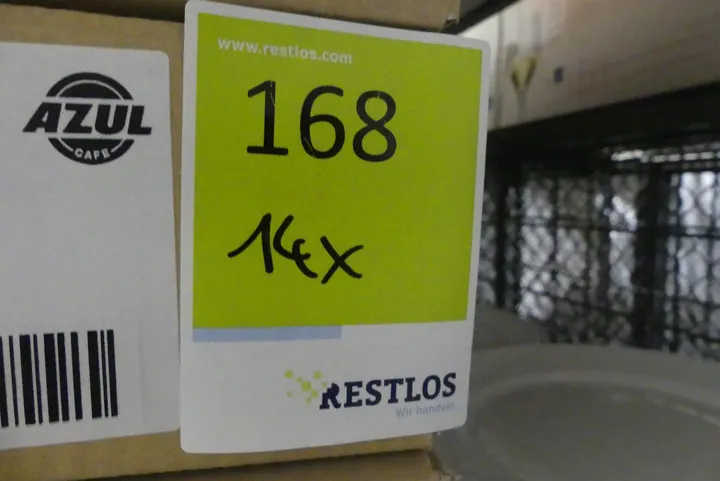 AZUL
CAFE
www.restlos.com
168
14x
RESTLOS
Wir handeln.